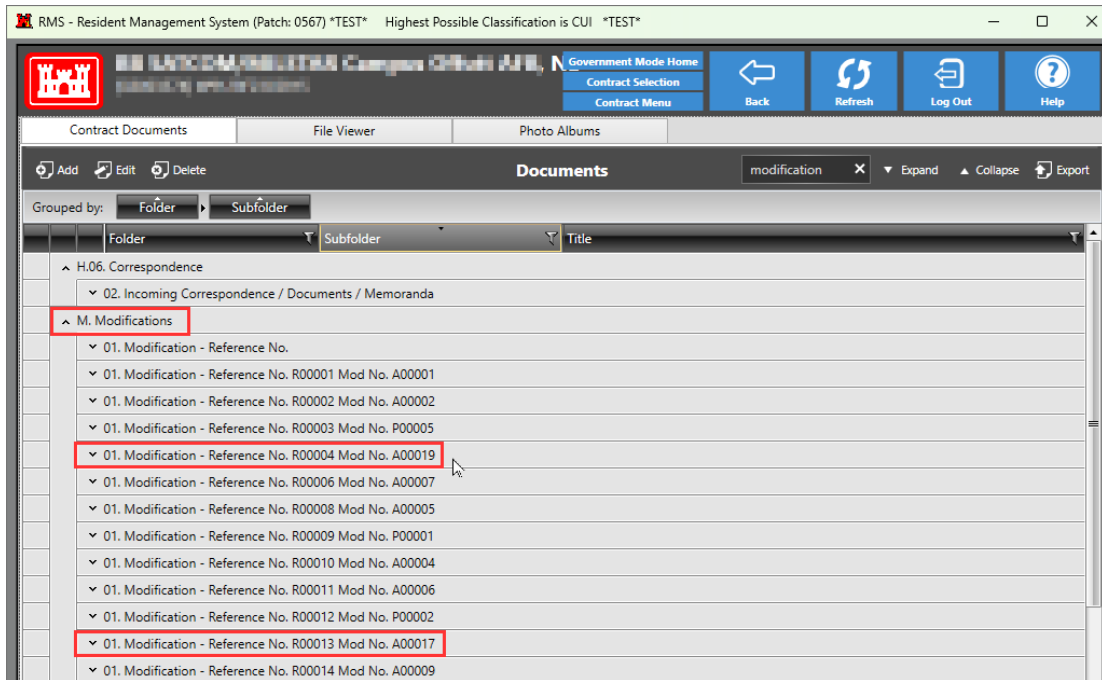 RMS - Resident Management System (Patch: 0567) *TEST* Highest Possible Classification is CUI *TEST*
Government Mode Home
Contract Selection
Contract Menu
Back
Refresh
Log Out
Help
Contract Documents
File Viewer
Photo Albums
Add
Edit
Delete
Documents
modification
Expand
Collapse
Export
Grouped by:
Folder
Subfolder
Folder
Subfolder
Title
H.06. Correspondence
02. Incoming Correspondence / Documents / Memoranda
M. Modifications
01. Modification - Reference No.
01. Modification - Reference No. R00001 Mod No. A00001
01. Modification - Reference No. R00002 Mod No. A00002
01. Modification - Reference No. R00003 Mod No. P00005
01. Modification - Reference No. R00004 Mod No. A00019
01. Modification - Reference No. R00006 Mod No. A00007
01. Modification - Reference No. R00008 Mod No. A00005
01. Modification - Reference No. R00009 Mod No. P00001
01. Modification - Reference No. R00010 Mod No. A00004
01. Modification - Reference No. R00011 Mod No. A00006
01. Modification - Reference No. R00012 Mod No. P00002
01. Modification - Reference No. R00013 Mod No. A00017
01. Modification - Reference No. R00014 Mod No. A00009